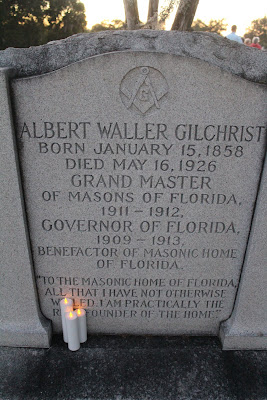 G
ALBERT WALLER GILCHRIST
BORN JANUARY 15, 1858
DIED MAY 16, 1926
GRAND MASTER
OF MASONS OF FLORIDA,
1911 - 1912,
GOVERNOR OF FLORIDA,
1909 - 1913,
BENEFACTOR OF MASONIC HOME
OF FLORIDA.
"TO THE MASONIC HOME OF FLORIDA,
ALL THAT I HAVE NOT OTHERWISE
I AM PRACTICALLY THE
FOUNDER OF THE HOME."